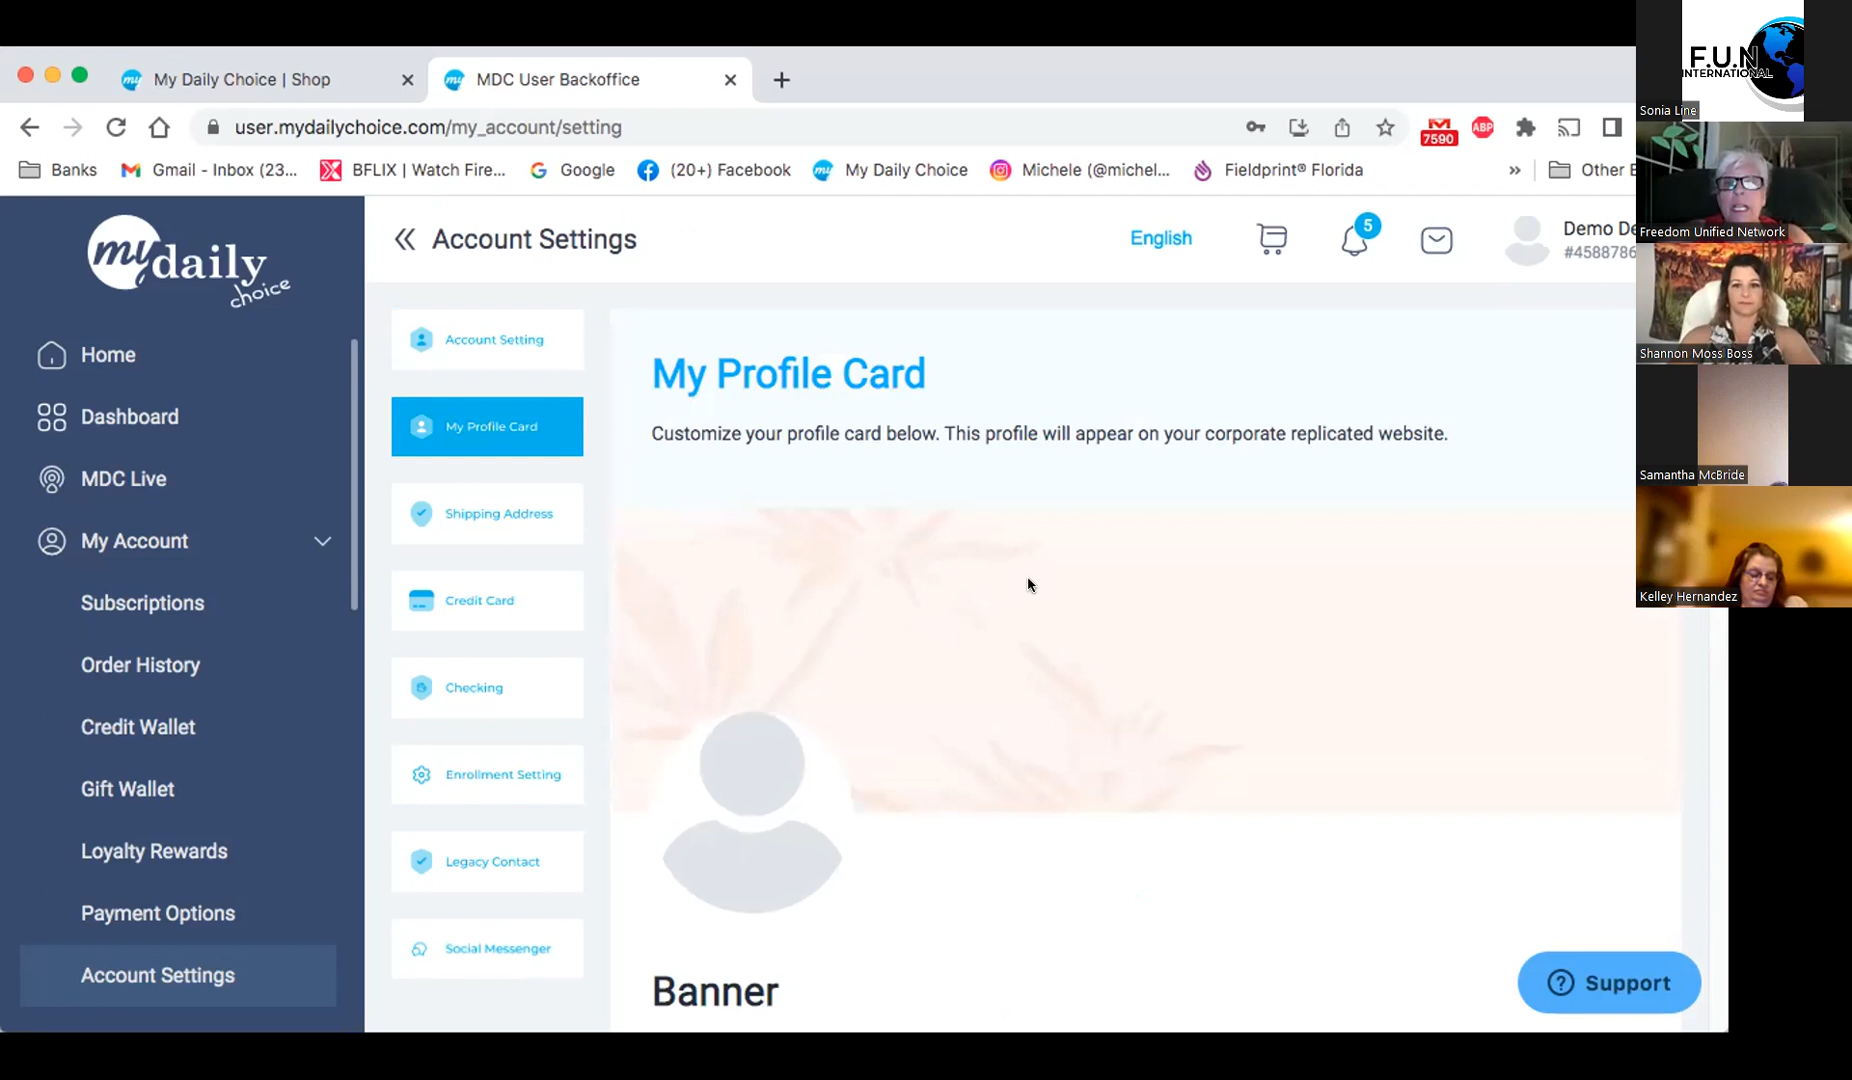 My Daily Choice | Shop
MDC User Backoffice
user.mydailychoice.com/my_account/setting
7590
ABP
Banks
Gmail - Inbox (23...
BFLIX | Watch Fire...
Google
(20+) Facebook
My Daily Choice
Michele (@michel...
Fieldprint® Florida
»
Other B
my daily choice
Home
Dashboard
MDC Live
My Account
Subscriptions
Order History
Credit Wallet
Gift Wallet
Loyalty Rewards
Payment Options
Account Settings
Account Settings
English
5
Demo De
#4588786
Account Setting
My Profile Card
Shipping Address
Credit Card
Checking
Enrollment Setting
Legacy Contact
Social Messenger
My Profile Card
Customize your profile card below. This profile will appear on your corporate replicated website.
Banner
Support
F.U.N
INTERNATIONAL
Sonia Line
Freedom Unified Network
Shannon Moss Boss
Samantha McBride
Kelley Hernandez